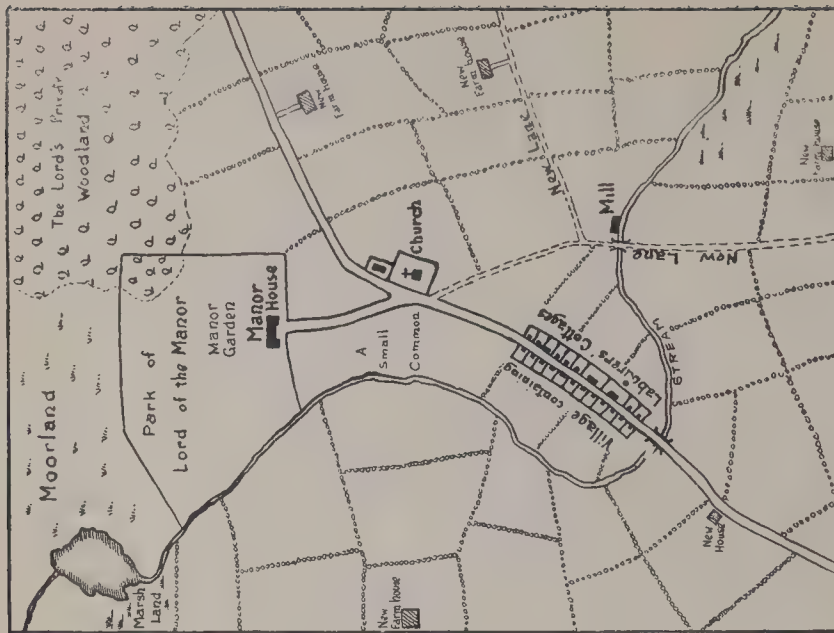 Moorland
The Lord's Private
Woodland
Marsh
Land
Park of
Lord of the Manor
Manor
Garden
Manor
House
A
Small
Common
Church
New
Farm house
New
Farm house
New Lane
Mill
New Lane
New
Farm house
Village containing
Labourers' Cottages
STREAM
New
House
New
Farm house